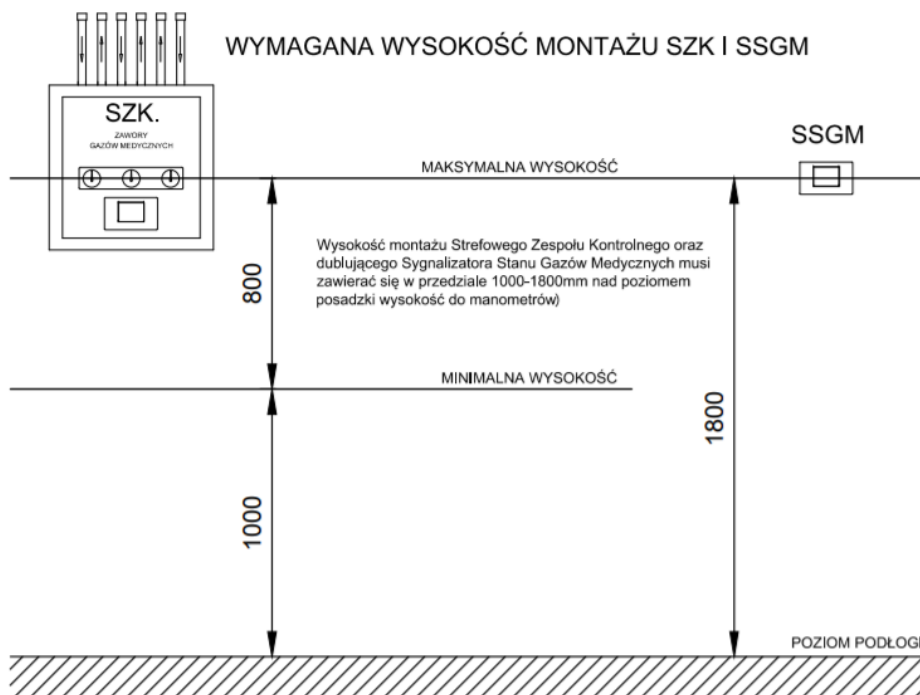 WYMAGANA WYSOKOŚĆ MONTAŻU SZK I SSGM
SZK.
ZAWORY
GAZÓW MEDYCZNYCH
SSGM
MAKSYMALNA WYSOKOŚĆ
Wysokość montażu Strefowego Zespołu Kontrolnego oraz
dublującego Sygnalizatora Stanu Gazów Medycznych musi
zawierać się w przedziale 1000-1800mm nad poziomem
posadzki wysokość do manometrów)
800
MINIMALNA WYSOKOŚĆ
1800
1000
POZIOM PODŁOGI